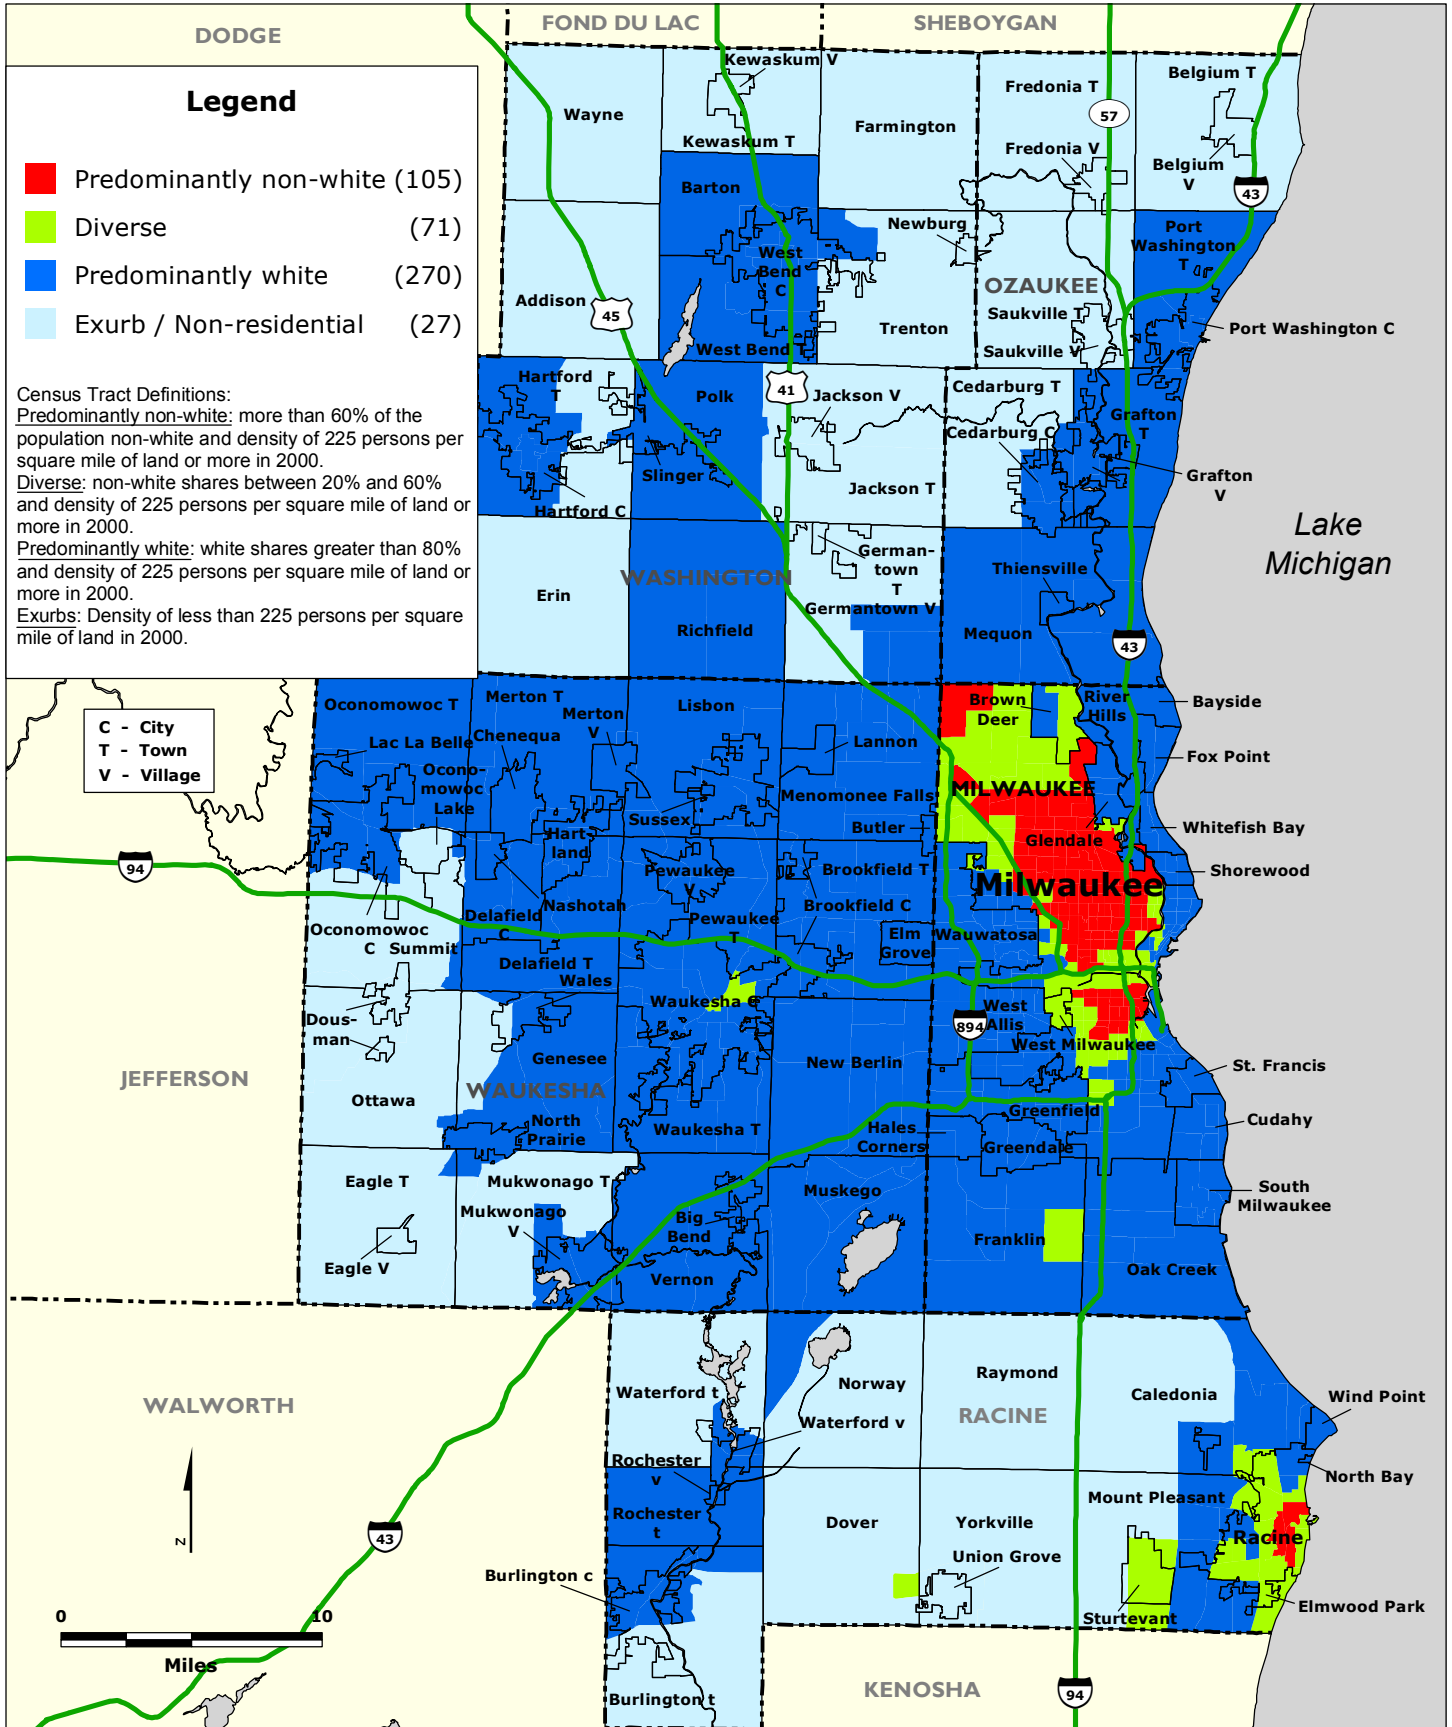 DODGE
FOND DU LAC
SHEBOYGAN
Legend
Predominantly non-white (105)
Diverse (71)
Predominantly white (270)
Exurb / Non-residential (27)
Census Tract Definitions:
Predominantly non-white: more than 60% of the
population non-white and density of 225 persons per
square mile of land or more in 2000.
Diverse: non-white shares between 20% and 60%
and density of 225 persons per square mile of land or
more in 2000.
Predominantly white: white shares greater than 80%
and density of 225 persons per square mile of land or
more in 2000.
Exurbs: Density of less than 225 persons per square
mile of land in 2000.
C - City
T - Town
V - Village
Kewaskum V
Wayne
Kewaskum T
Farmington
Fredonia T
Belgium T
57
Fredonia V
Belgium
V
43
Barton
Newburg
Port
Washington
T
West
Bend
C
OZAUKEE
Addison
45
Trenton
Saukville T
Port Washington C
West Bend T
Saukville V
Hartford
T
Polk
41
Jackson V
Cedarburg T
Grafton
T
Cedarburg C
Slinger
Jackson T
Grafton
V
Hartford C
Lake
Michigan
German-
town
T
Thiensville
WASHINGTON
Erin
Germantown V
Richfield
Mequon
43
Oconomowoc T
Merton T
Merton
V
Lisbon
Brown
Deer
River
Hills
Bayside
Lac La Belle
Chenequa
Lannon
Fox Point
Ocono-
mowoc
Lake
MILWAUKEE
Menomonee Falls
Sussex
Butler
Whitefish Bay
Hart-
land
Glendale
94
Pewaukee
V
Brookfield T
Shorewood
Milwaukee
Nashotah
Brookfield C
Delafield
C
Pewaukee
T
Oconomowoc
C
Summit
Elm
Grove
Wauwatosa
Delafield T
Wales
Waukesha C
West
Allis
Dous-
man
894
West Milwaukee
Genesee
New Berlin
St. Francis
JEFFERSON
WAUKESHA
Ottawa
Greenfield
Cudahy
North
Prairie
Waukesha T
Hales
Corners
Greendale
Eagle T
Mukwonago T
Muskego
South
Milwaukee
Mukwonago
V
Big
Bend
Franklin
Eagle V
Vernon
Oak Creek
Waterford t
Norway
Raymond
Caledonia
Wind Point
WALWORTH
RACINE
Waterford v
Rochester
v
North Bay
Mount Pleasant
Rochester
t
Dover
Yorkville
Racine
43
N
Union Grove
Burlington c
Elmwood Park
Sturtevant
0
10
Miles
KENOSHA
94
Burlington t